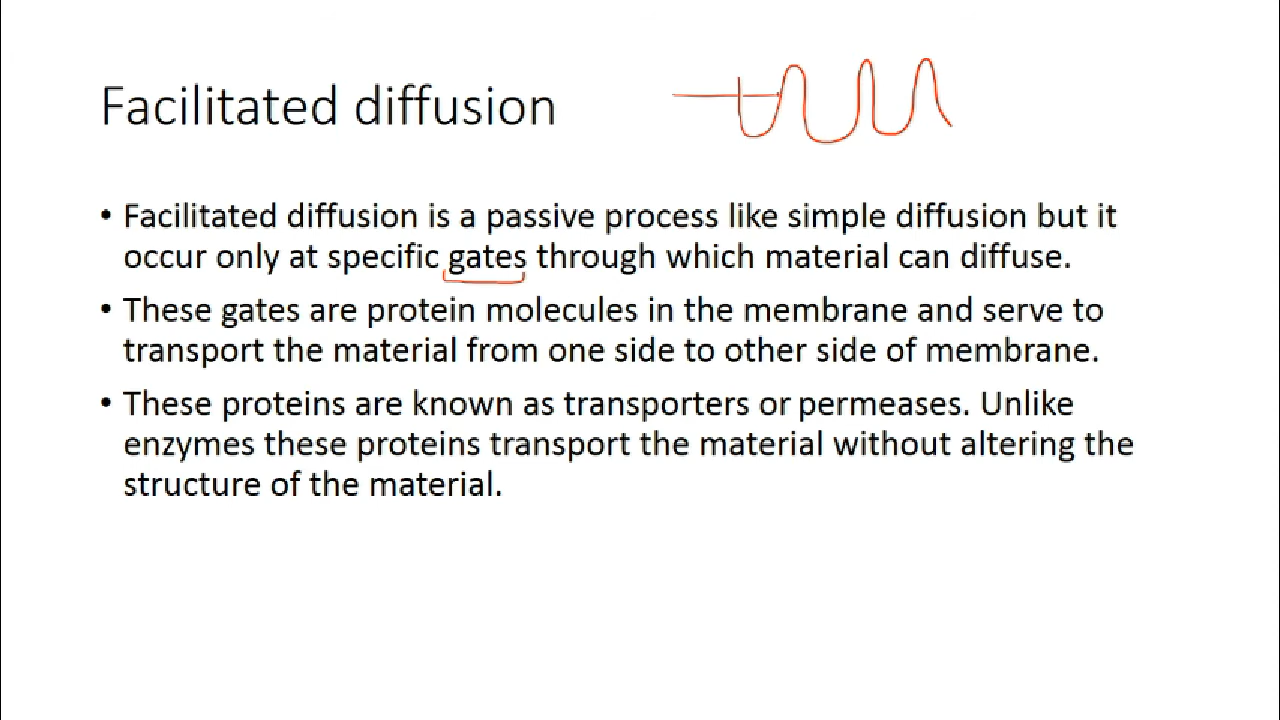 Facilitated diffusion
• Facilitated diffusion is a passive process like simple diffusion but it
occur only at specific gates through which material can diffuse.
• These gates are protein molecules in the membrane and serve to
transport the material from one side to other side of membrane.
• These proteins are known as transporters or permeases. Unlike
enzymes these proteins transport the material without altering the
structure of the material.